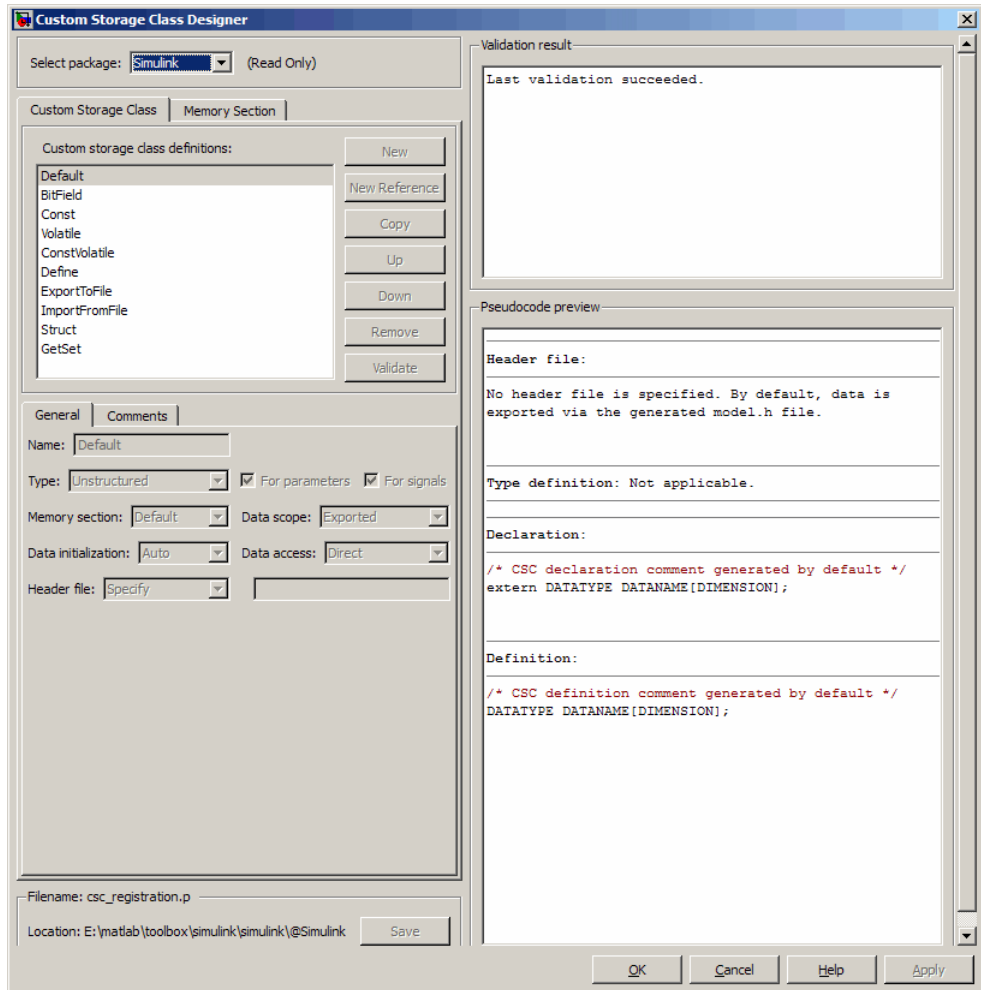 Custom Storage Class Designer
Select package: Simulink (Read Only)
Custom Storage Class Memory Section
Custom storage class definitions:
Default
BitField
Const
Volatile
ConstVolatile
Define
ExportToFile
ImportFromFile
Struct
GetSet
New
New Reference
Copy
Up
Down
Remove
Validate
General Comments
Name: Default
Type: Unstructured For parameters For signals
Memory section: Default Data scope: Exported
Data initialization: Auto Data access: Direct
Header file: Specify
Filename: csc_registration.p
Location: E:\matlab\toolbox\simulink\simulink\@Simulink Save
Validation result
Last validation succeeded.
Pseudocode preview
Header file:
No header file is specified. By default, data is
exported via the generated model.h file.
Type definition: Not applicable.
Declaration:
/* CSC declaration comment generated by default */
extern DATATYPE DATANAME[DIMENSION];
Definition:
/* CSC definition comment generated by default */
DATATYPE DATANAME[DIMENSION];
OK Cancel Help Apply